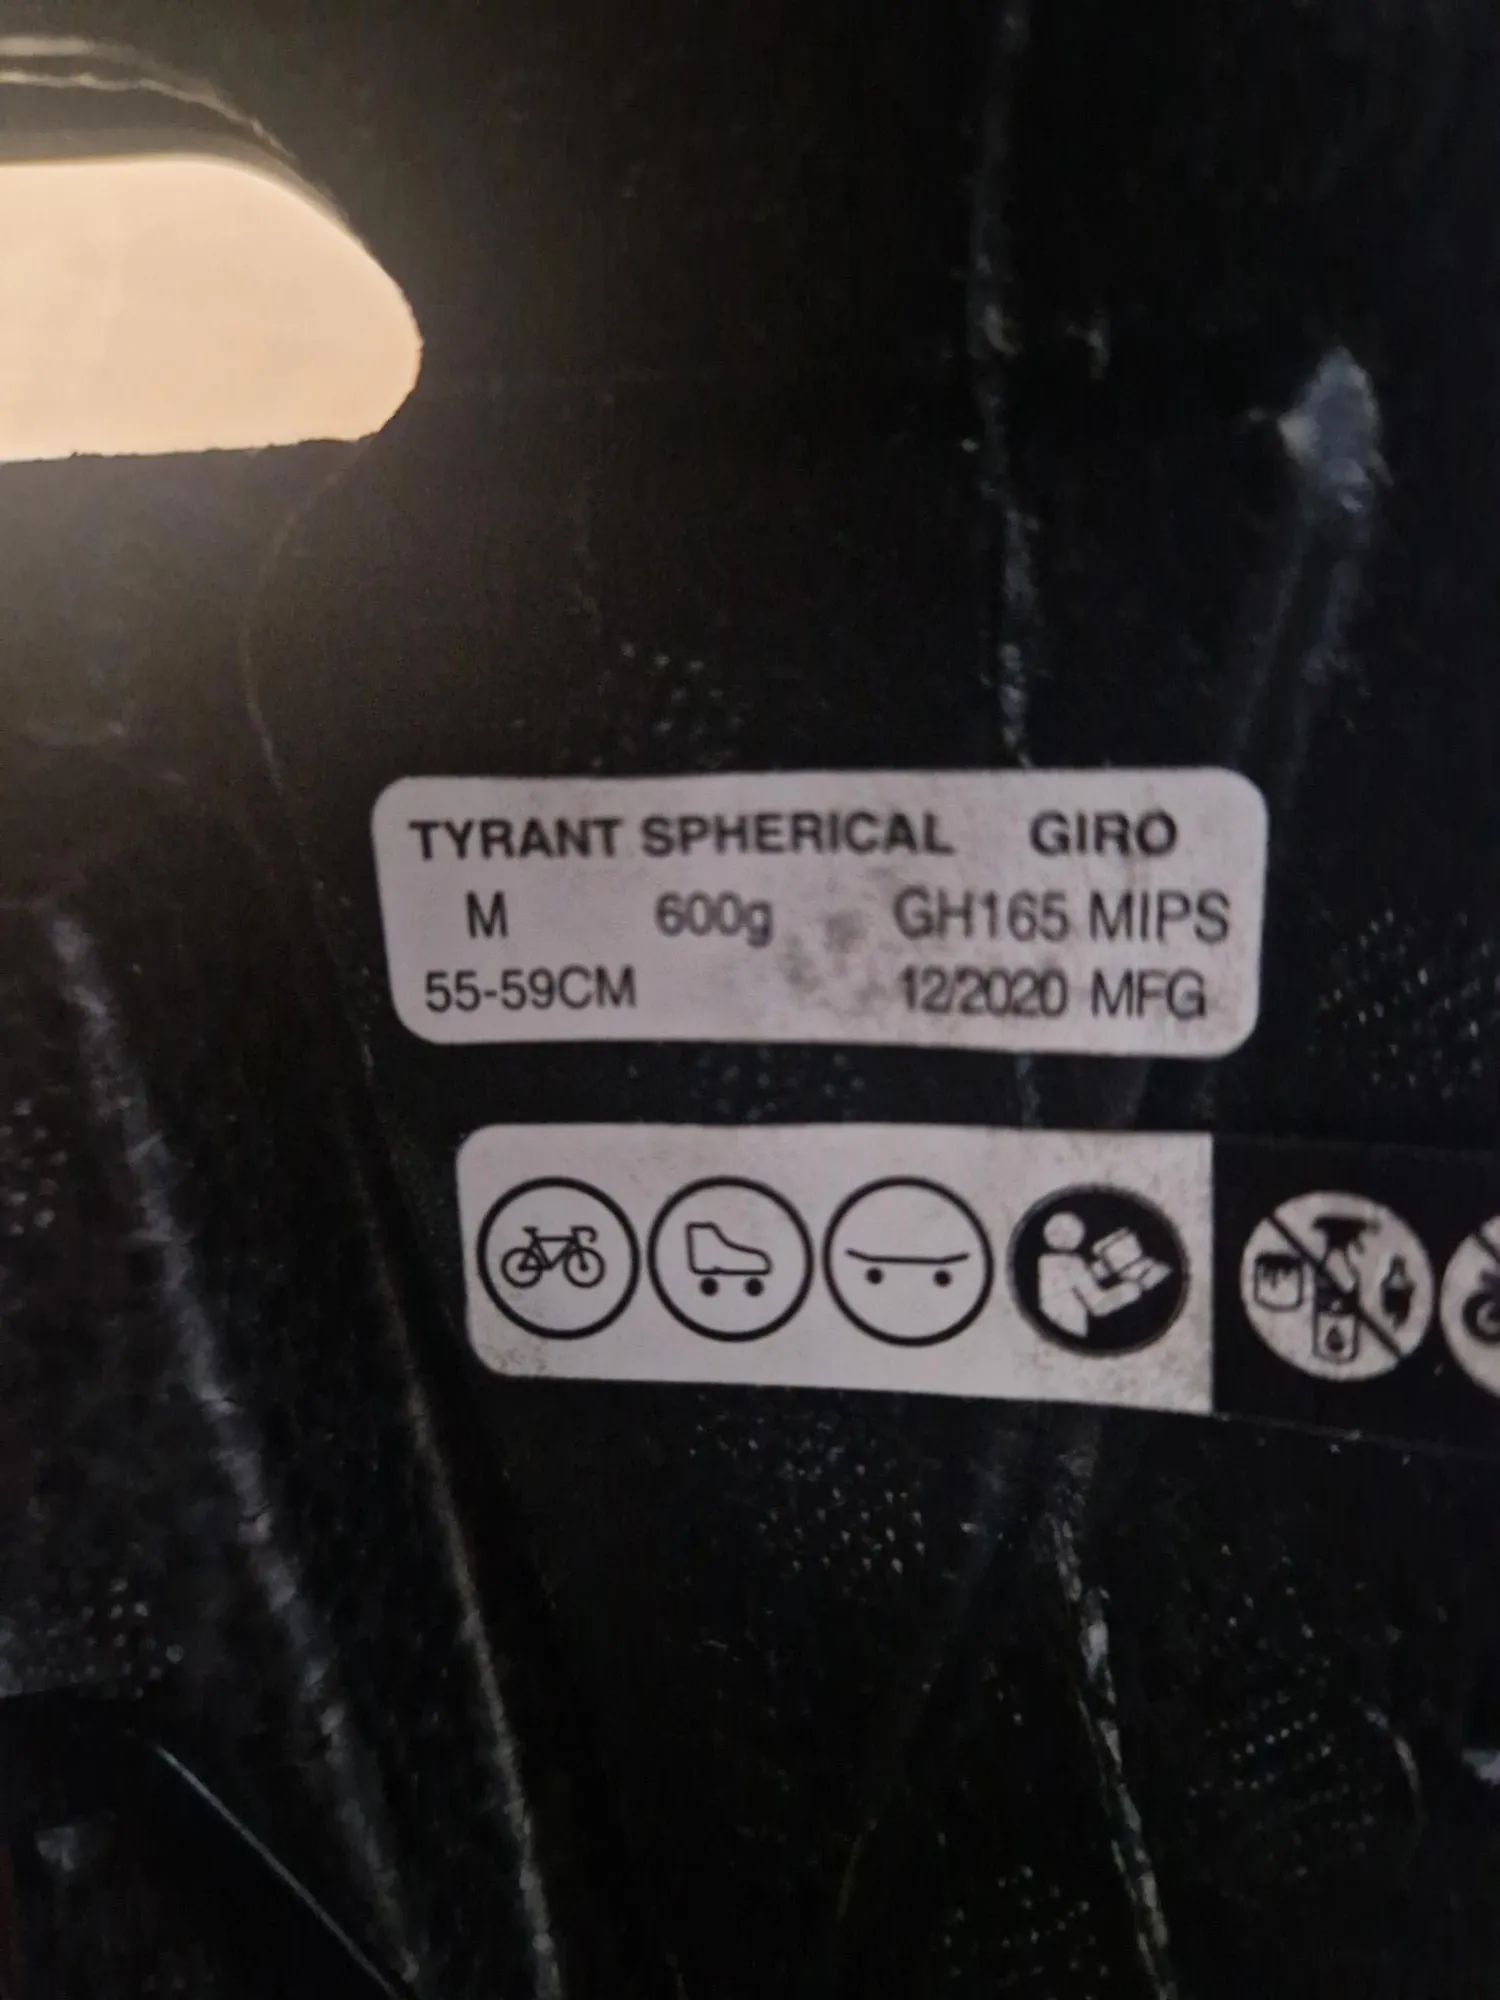 TYRANT SPHERICAL GIRO
M 600g GH165 MIPS
55-59CM 12/2020 MFG